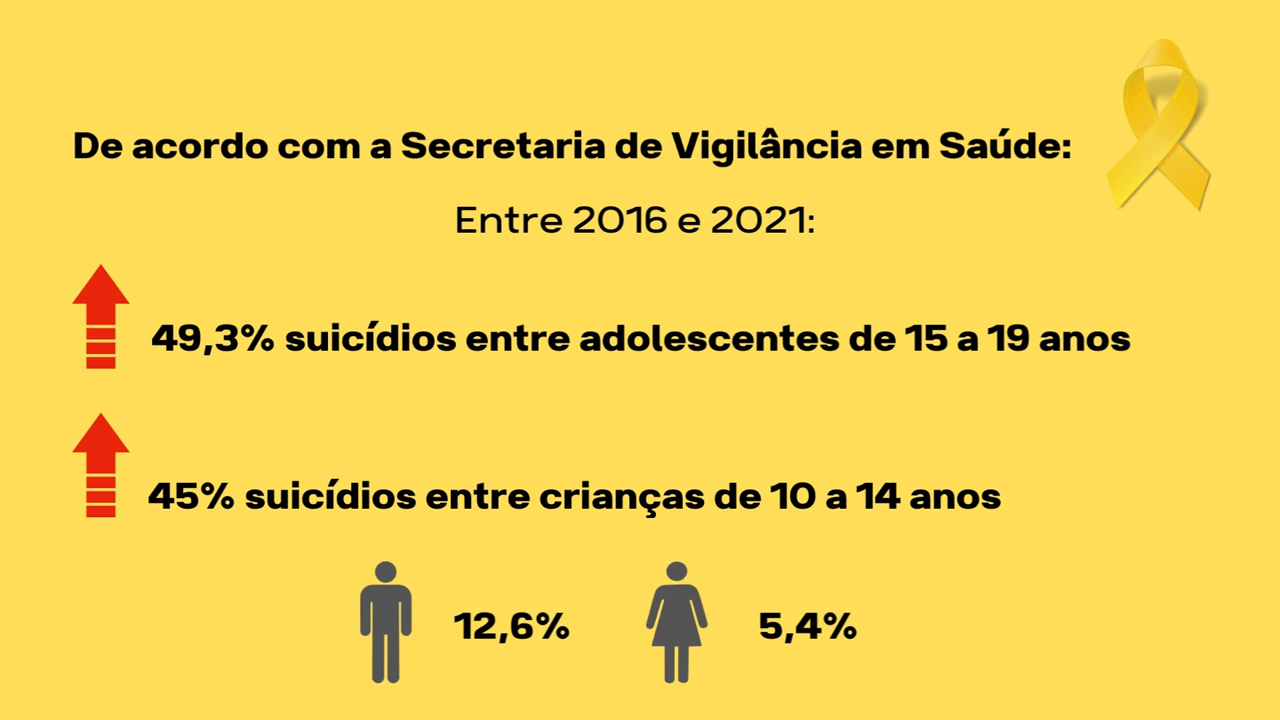 De acordo com a Secretaria de Vigilância em Saúde:
Entre 2016 e 2021:
49,3% suicídios entre adolescentes de 15 a 19 anos
45% suicídios entre crianças de 10 a 14 anos
12,6% 5,4%